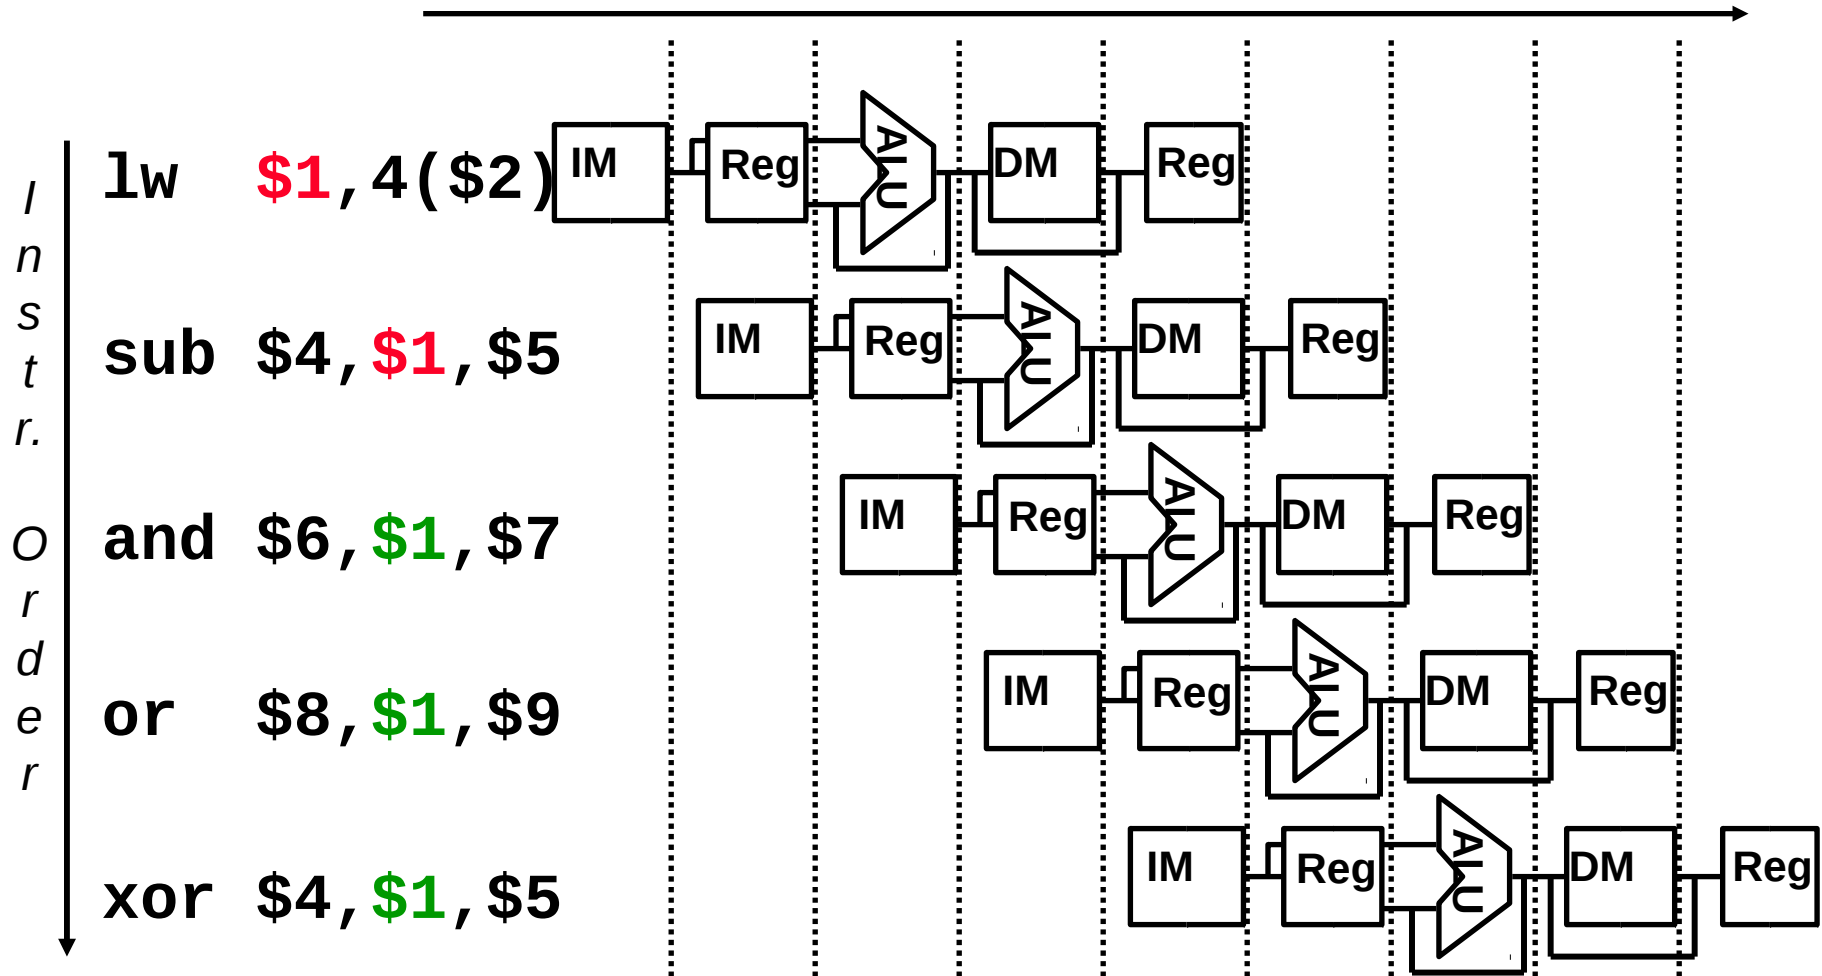 Instr. Order
lw $1,4($2) IM Reg ALU DM Reg
sub $4,$1,$5 IM Reg ALU DM Reg
and $6,$1,$7 IM Reg ALU DM Reg
or $8,$1,$9 IM Reg ALU DM Reg
xor $4,$1,$5 IM Reg ALU DM Reg